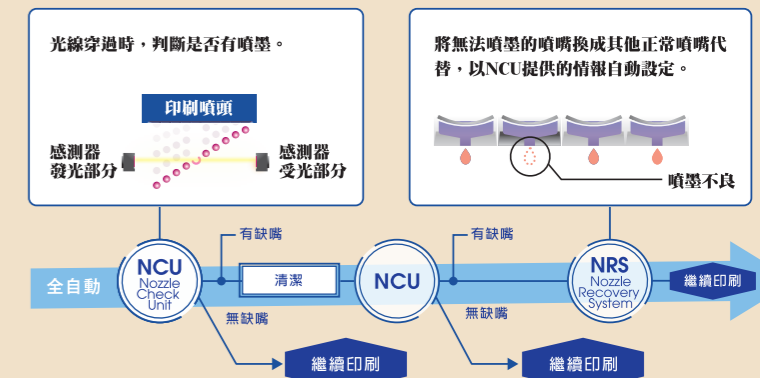 光線穿過時，判斷是否有噴墨。
印刷噴頭
感測器
發光部分
感測器
受光部分
將無法噴墨的噴嘴換成其他正常噴嘴代
替，以NCU提供的情報自動設定。
噴墨不良
全自動
NCU
Nozzle
Check
Unit
有缺嘴
清潔
無缺嘴
繼續印刷
NCU
有缺嘴
無缺嘴
繼續印刷
NRS
Nozzle
Recovery
System
繼續印刷